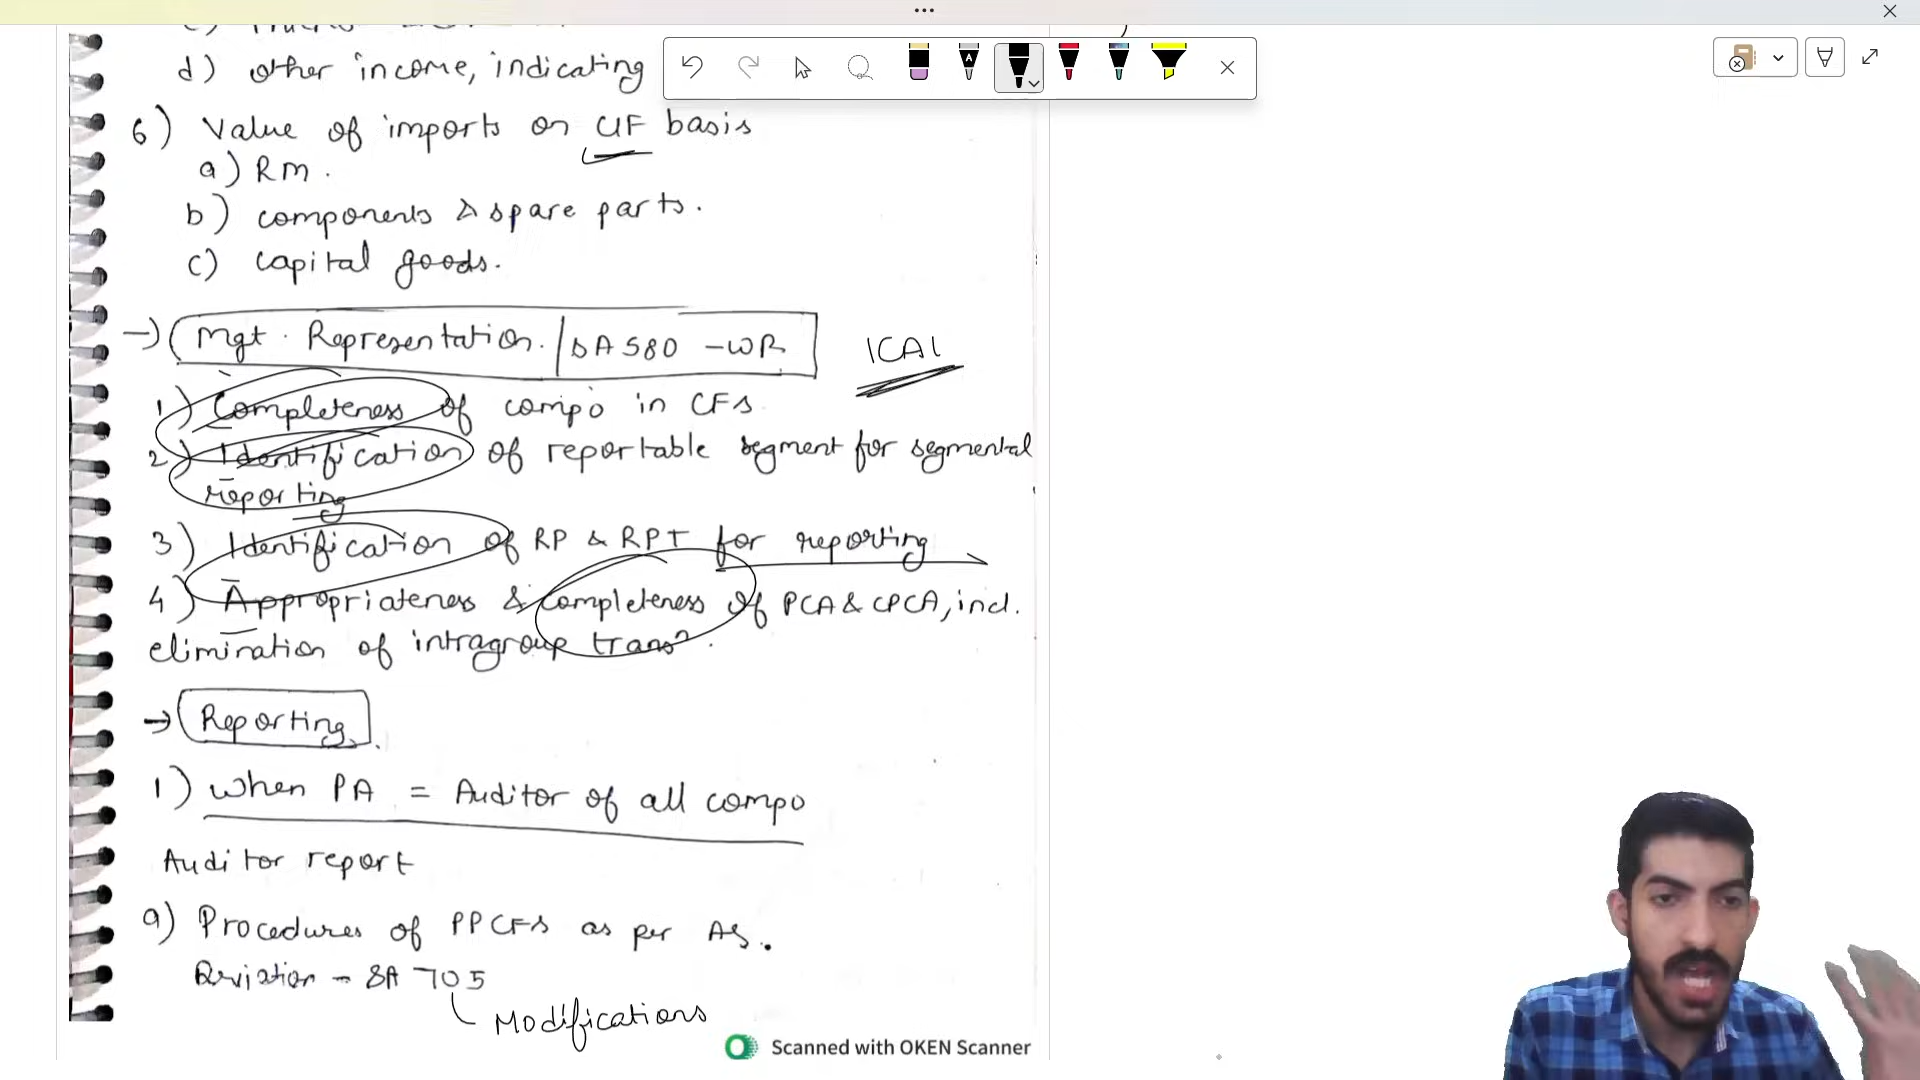 d) other income, indicating
6) Value of imports on CIF basis
a) RM.
b) components & spare parts.
c) capital goods.
→ Mgt. Representation. / SA 580 - WR
ICAI
1) Completeness of compo in CFS
2) Identification of reportable segment for segmental
reporting
3) Identification of RP & RPT for reporting
4) Appropriateness & completeness of PCA & CPCA, incl.
elimination of intragroup transn.
→ Reporting.
1) When PA = Auditor of all compo
Auditor report
a) Procedures of PPCFS as per AS.
Deviation - SA 705
Modifications
Scanned with OKEN Scanner